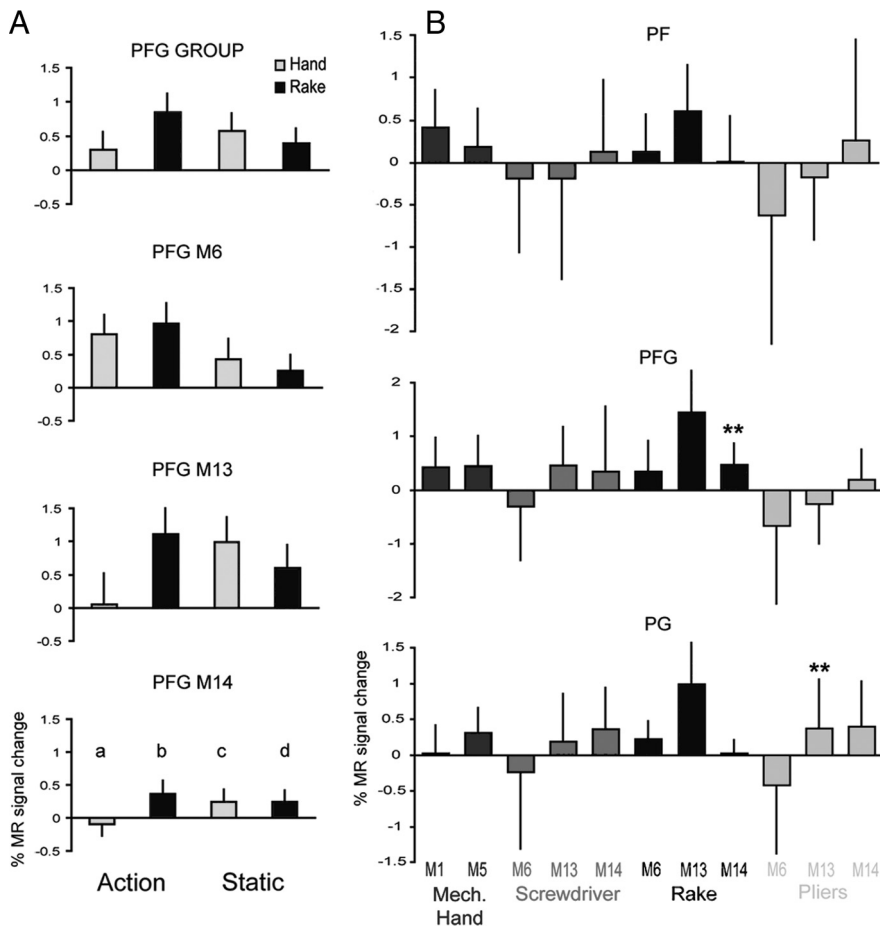 A
PFG GROUP
Hand
Rake
1.5
1
0.5
0
-0.5
PFG M6
1.5
1
0.5
0
-0.5
PFG M13
1.5
1
0.5
0
-0.5
PFG M14
% MR signal change
1.5
1
0.5
0
-0.5
a b c d
Action Static
B
PF
1.5
1
0.5
0
-0.5
-1
-1.5
-2
PFG
2
1
0
-1
-2
**
PG
% MR signal change
1.5
1
0.5
0
-0.5
-1
-1.5
**
M1 M5 M6 M13 M14 M6 M13 M14 M6 M13 M14
Mech. Screwdriver Rake Pliers
Hand